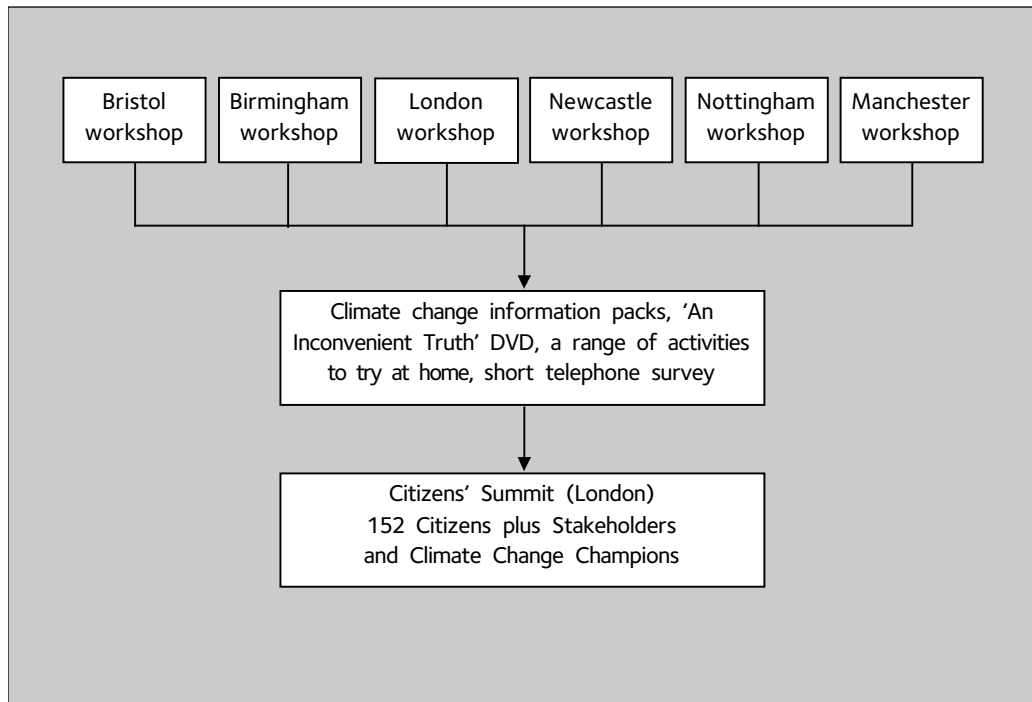 Bristol
workshop
Birmingham
workshop
London
workshop
Newcastle
workshop
Nottingham
workshop
Manchester
workshop
Climate change information packs, ‘An
Inconvenient Truth’ DVD, a range of activities
to try at home, short telephone survey
Citizens’ Summit (London)
152 Citizens plus Stakeholders
and Climate Change Champions